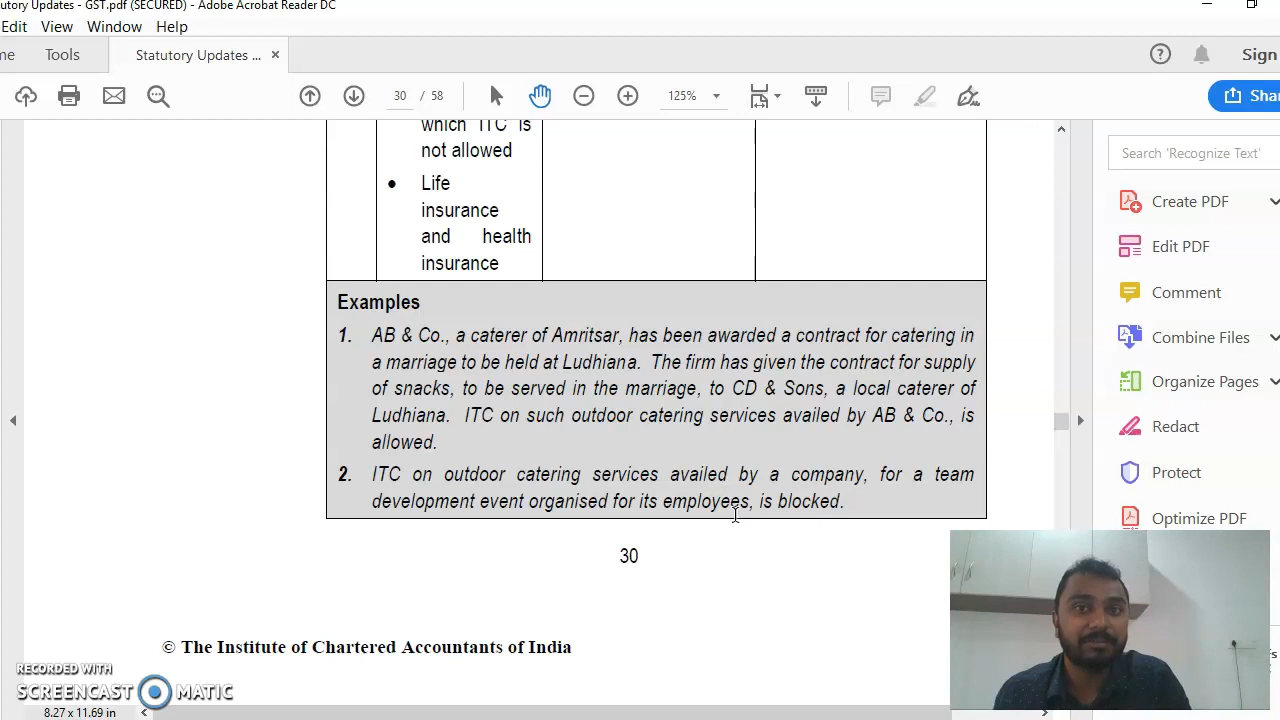 tutory Updates - GST.pdf (SECURED) - Adobe Acrobat Reader DC
Edit View Window Help
me Tools Statutory Updates ... × Sign
30 / 58 125% Shar
which ITC is
not allowed
• Life
insurance
and health
insurance
Examples
1. AB & Co., a caterer of Amritsar, has been awarded a contract for catering in
a marriage to be held at Ludhiana. The firm has given the contract for supply
of snacks, to be served in the marriage, to CD & Sons, a local caterer of
Ludhiana. ITC on such outdoor catering services availed by AB & Co., is
allowed.
2. ITC on outdoor catering services availed by a company, for a team
development event organised for its employees, is blocked.
30
© The Institute of Chartered Accountants of India
Search 'Recognize Text'
Create PDF
Edit PDF
Comment
Combine Files
Organize Pages
Redact
Protect
Optimize PDF
RECORDED WITH
SCREENCAST MATIC
8.27 x 11.69 in